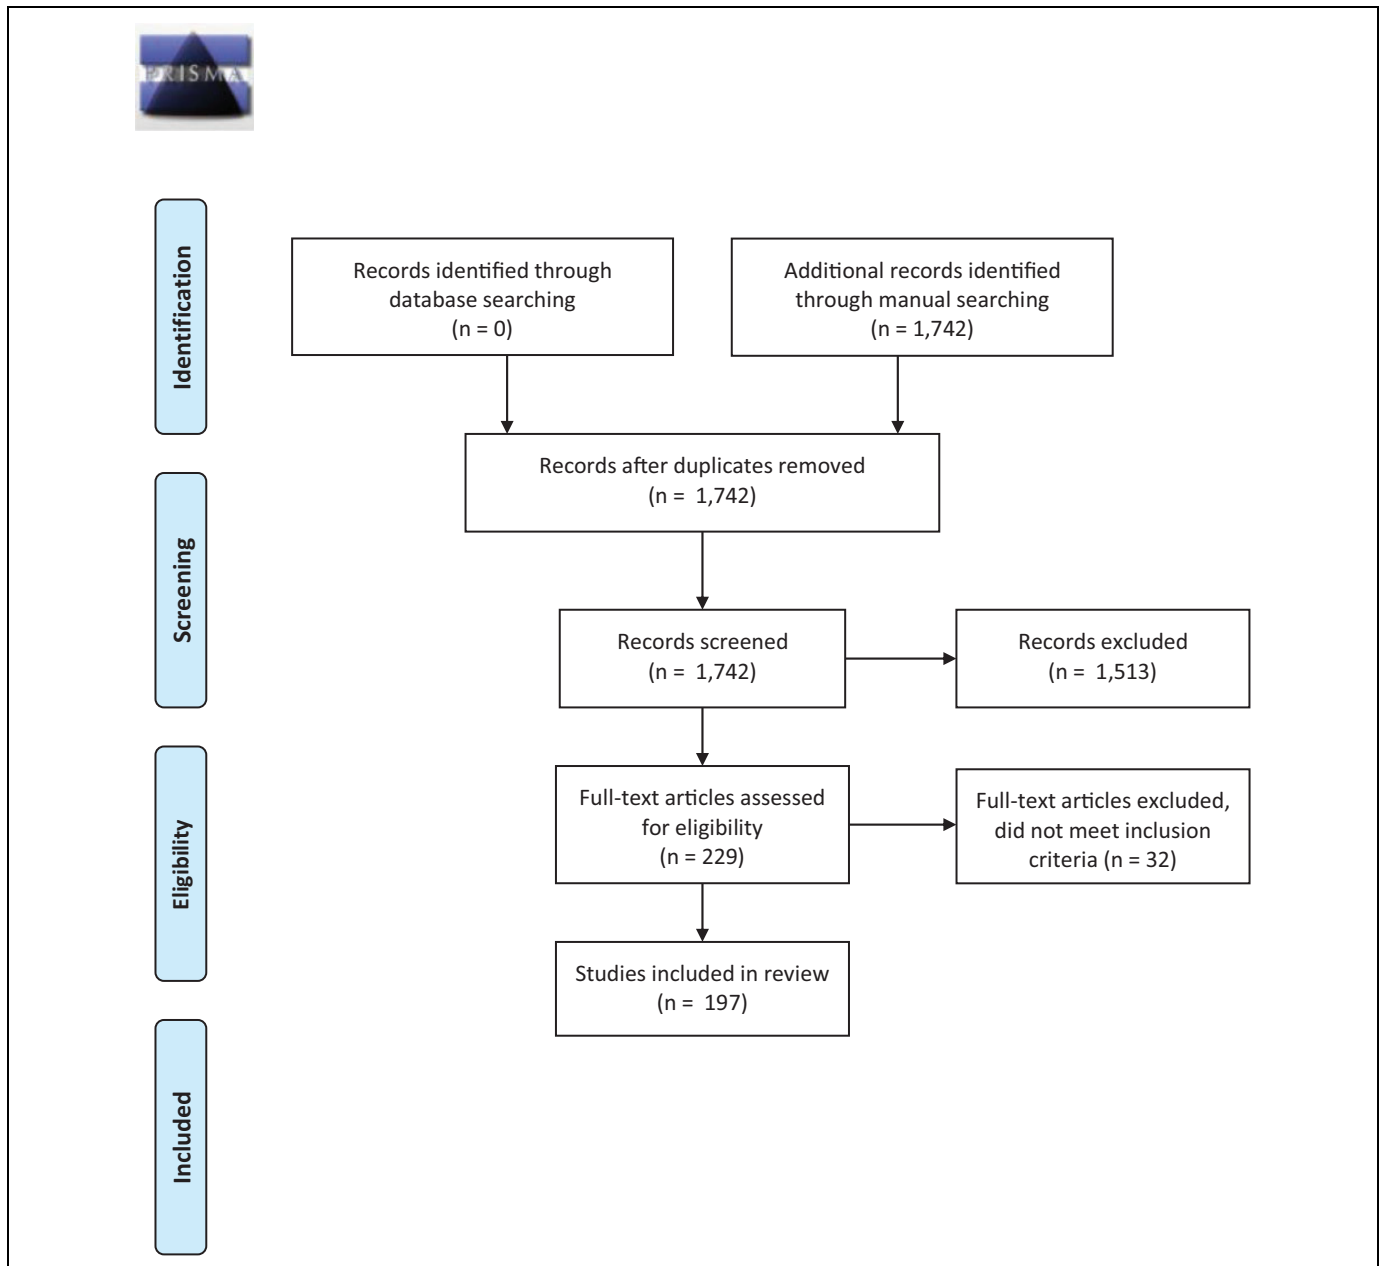 PRISMA
Identification
Records identified through
database searching
(n = 0)
Additional records identified
through manual searching
(n = 1,742)
Records after duplicates removed
(n = 1,742)
Screening
Records screened
(n = 1,742)
Records excluded
(n = 1,513)
Eligibility
Full-text articles assessed
for eligibility
(n = 229)
Full-text articles excluded,
did not meet inclusion
criteria (n = 32)
Studies included in review
(n = 197)
Included